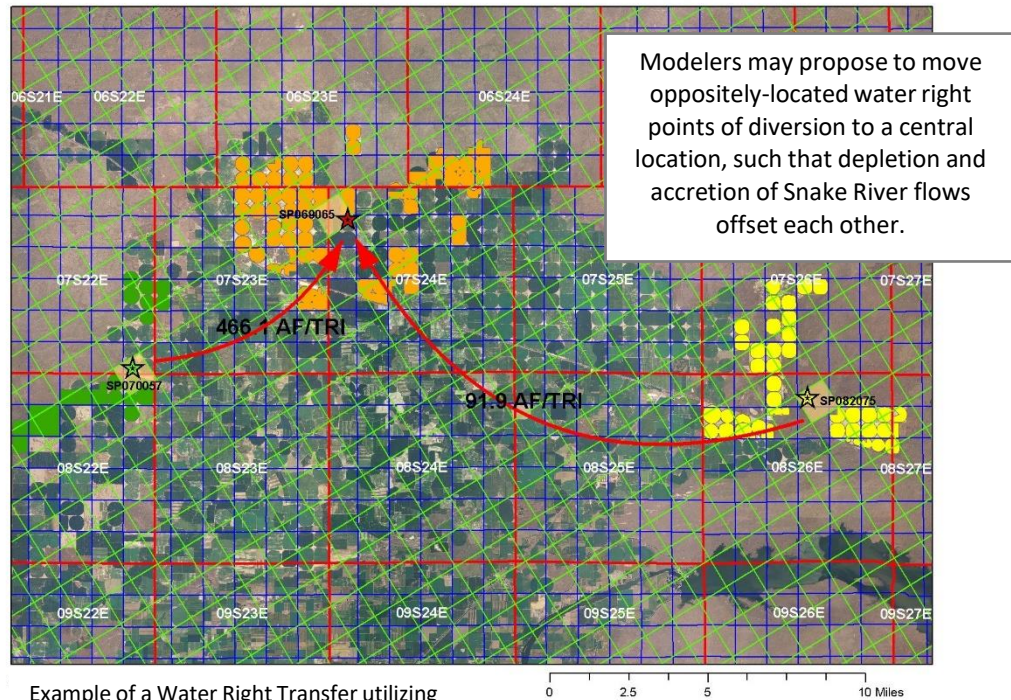 06S21E 06S22E 06S23E 06S24E
Modelers may propose to move
oppositely-located water right
points of diversion to a central
location, such that depletion and
accretion of Snake River flows
offset each other.
SP069065
07S22E 07S23E 07S24E 07S25E 07S26E 07S27E
466.1 AF/TRI
SP070057
91.9 AF/TRI
SP082075
08S22E 08S23E 08S24E 08S25E 08S26E 08S27E
09S22E 09S23E 09S24E 09S25E 09S26E 09S27E
Example of a Water Right Transfer utilizing
0 2.5 5 10 Miles